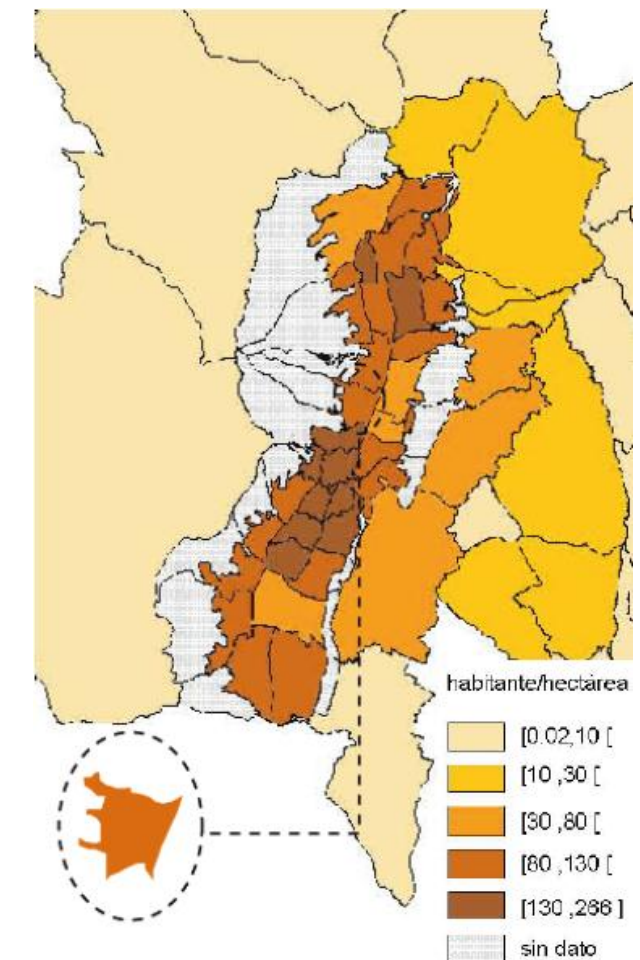 habitante/hectárea
[0.02,10 [
[10 ,30 [
[30 ,80 [
[80 ,130 [
[130 ,266 ]
sin dato